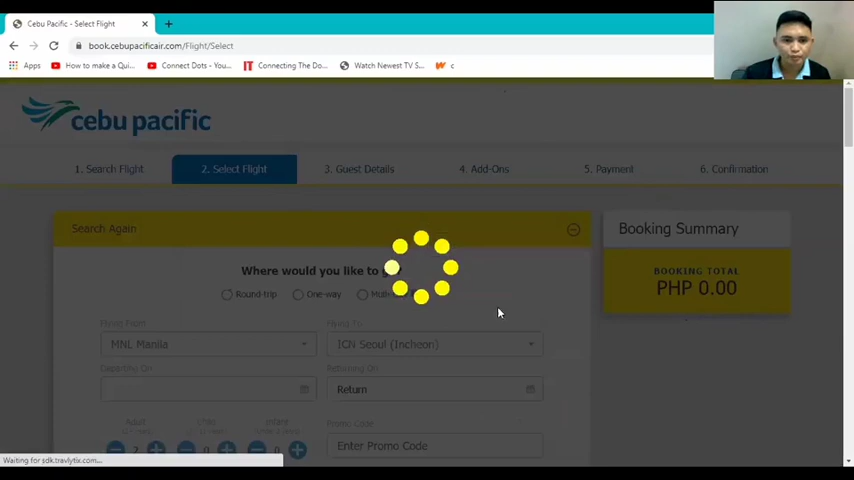 Cebu Pacific - Select Flight
book.cebupacificair.com/Flight/Select
Apps
How to make a Qui...
Connect Dots - You...
Connecting The Do...
Watch Newest TV S...
c
cebu pacific
1. Search Flight
2. Select Flight
3. Guest Details
4. Add-Ons
5. Payment
6. Confirmation
Search Again
Booking Summary
BOOKING TOTAL
PHP 0.00
Where would you like to
Round-trip
One-way
Flying From
Flying To
MNL Manila
ICN Seoul (Incheon)
Departing On
Returning On
Return
Adult
Infant
Promo Code
2
0
0
Enter Promo Code
Waiting for sdk.travlytix.com...